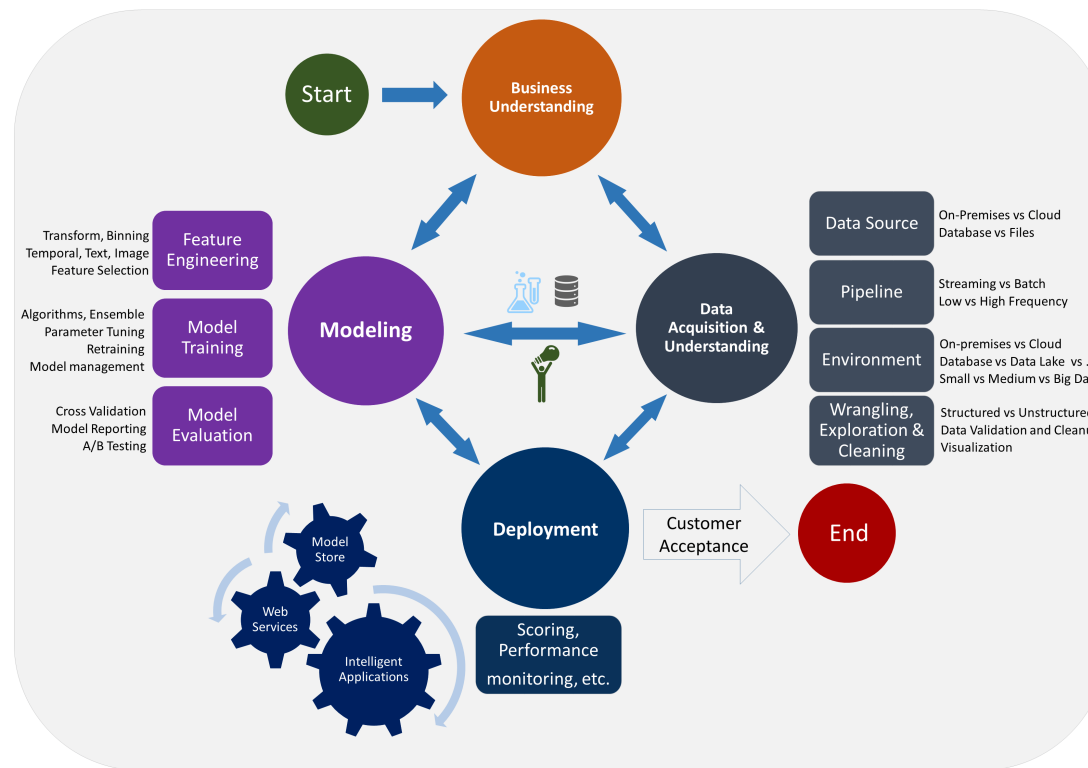 Start
Business
Understanding
Feature
Engineering
Transform, Binning
Temporal, Text, Image
Feature Selection
Model
Training
Algorithms, Ensemble
Parameter Tuning
Retraining
Model management
Model
Evaluation
Cross Validation
Model Reporting
A/B Testing
Modeling
Data
Acquisition &
Understanding
Data Source
On-Premises vs Cloud
Database vs Files
Pipeline
Streaming vs Batch
Low vs High Frequency
Environment
On-premises vs Cloud
Database vs Data Lake vs .
Small vs Medium vs Big Da
Wrangling,
Exploration &
Cleaning
Structured vs Unstructured
Data Validation and Cleanu
Visualization
Deployment
Customer
Acceptance
End
Scoring,
Performance
monitoring, etc.
Model
Store
Web
Services
Intelligent
Applications